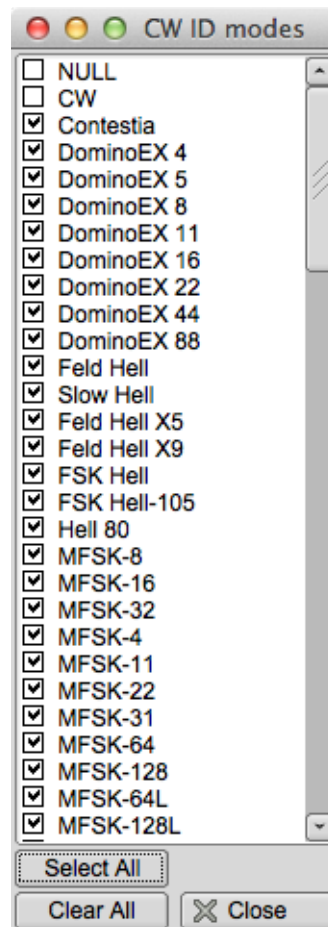 CW ID modes
NULL
CW
Contestia
DominoEX 4
DominoEX 5
DominoEX 8
DominoEX 11
DominoEX 16
DominoEX 22
DominoEX 44
DominoEX 88
Feld Hell
Slow Hell
Feld Hell X5
Feld Hell X9
FSK Hell
FSK Hell-105
Hell 80
MFSK-8
MFSK-16
MFSK-32
MFSK-4
MFSK-11
MFSK-22
MFSK-31
MFSK-64
MFSK-128
MFSK-64L
MFSK-128L
Select All
Clear All Close